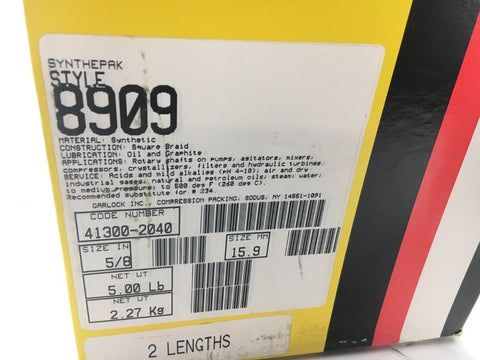 SYNTHEPAK
STYLE
8909
MATERIAL: Synthetic
CONSTRUCTION: Square Braid
LUBRICATION: Oil and Graphite
APPLICATIONS: Rotary shafts on pumps, agitators, mixers,
compressors, crystallizers, filters and hydraulic turbines.
SERVICE: Acids and mild alkalies (pH 4-10); air and dry
industrial gases; natural and petroleum oils; steam; water;
to medium pressure; to 500 deg F (260 deg C).
Recommended substitute for # 234.
GARLOCK INC., COMPRESSION PACKING, SODUS, NY 14551-1091
CODE NUMBER
41300-2040
SIZE IN
5/8
SIZE MM
15.9
NET WT
5.00 Lb
NET WT
2.27 Kg
2 LENGTHS